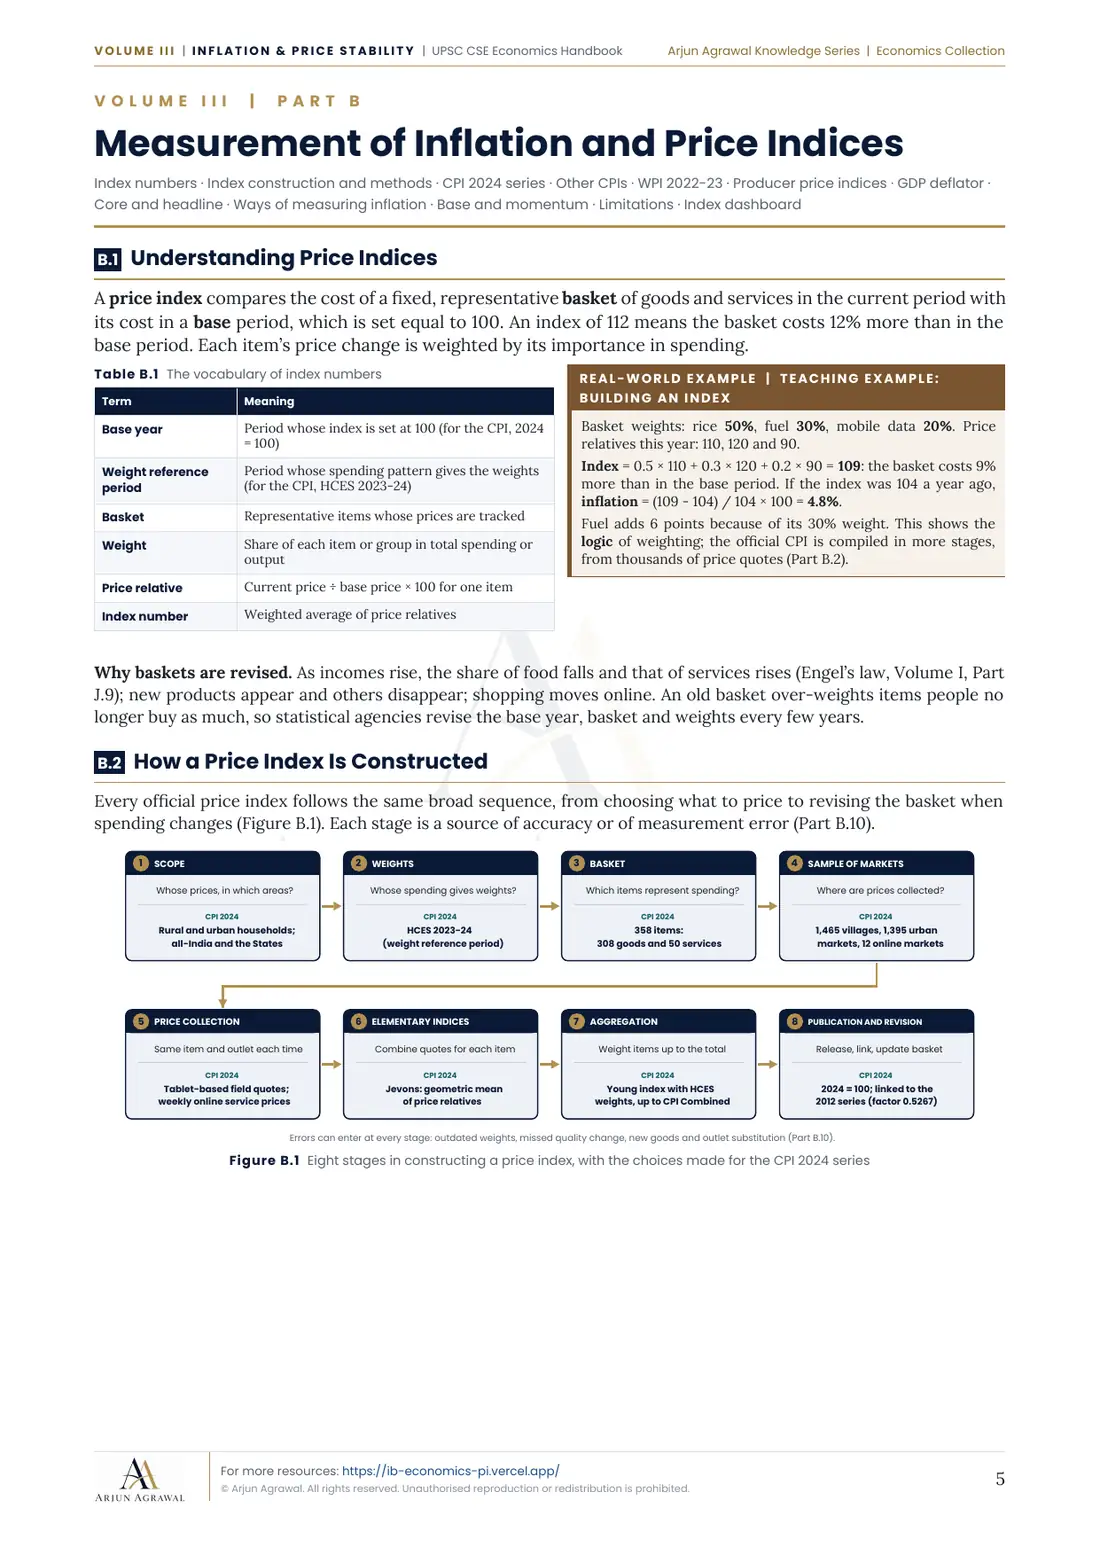 VOLUME III | INFLATION & PRICE STABILITY | UPSC CSE Economics Handbook
Arjun Agrawal Knowledge Series | Economics Collection
VOLUME III | PART B
Measurement of Inflation and Price Indices
Index numbers · Index construction and methods · CPI 2024 series · Other CPIs · WPI 2022-23 · Producer price indices · GDP deflator ·
Core and headline · Ways of measuring inflation · Base and momentum · Limitations · Index dashboard
B.1 Understanding Price Indices
A price index compares the cost of a fixed, representative basket of goods and services in the current period with
its cost in a base period, which is set equal to 100. An index of 112 means the basket costs 12% more than in the
base period. Each item's price change is weighted by its importance in spending.
Table B.1 The vocabulary of index numbers
Term Meaning
Base year Period whose index is set at 100 (for the CPI, 2024
= 100)
Weight reference Period whose spending pattern gives the weights
period (for the CPI, HCES 2023-24)
Basket Representative items whose prices are tracked
Weight Share of each item or group in total spending or
output
Price relative Current price ÷ base price × 100 for one item
Index number Weighted average of price relatives
REAL-WORLD EXAMPLE | TEACHING EXAMPLE:
BUILDING AN INDEX
Basket weights: rice 50%, fuel 30%, mobile data 20%. Price
relatives this year: 110, 120 and 90.
Index = 0.5 × 110 + 0.3 × 120 + 0.2 × 90 = 109: the basket costs 9%
more than in the base period. If the index was 104 a year ago,
inflation = (109 - 104) / 104 × 100 = 4.8%.
Fuel adds 6 points because of its 30% weight. This shows the
logic of weighting; the official CPI is compiled in more stages,
from thousands of price quotes (Part B.2).
Why baskets are revised. As incomes rise, the share of food falls and that of services rises (Engel's law, Volume I, Part
J.9); new products appear and others disappear; shopping moves online. An old basket over-weights items people no
longer buy as much, so statistical agencies revise the base year, basket and weights every few years.
B.2 How a Price Index Is Constructed
Every official price index follows the same broad sequence, from choosing what to price to revising the basket when
spending changes (Figure B.1). Each stage is a source of accuracy or of measurement error (Part B.10).
1 SCOPE
Whose prices, in which areas?
CPI 2024
Rural and urban households;
all-India and the States
2 WEIGHTS
Whose spending gives weights?
CPI 2024
HCES 2023-24
(weight reference period)
3 BASKET
Which items represent spending?
CPI 2024
358 items:
308 goods and 50 services
4 SAMPLE OF MARKETS
Where are prices collected?
CPI 2024
1,465 villages, 1,395 urban
markets, 12 online markets
5 PRICE COLLECTION
Same item and outlet each time
CPI 2024
Tablet-based field quotes;
weekly online service prices
6 ELEMENTARY INDICES
Combine quotes for each item
CPI 2024
Jevons: geometric mean
of price relatives
7 AGGREGATION
Weight items up to the total
CPI 2024
Young index with HCES
weights, up to CPI Combined
8 PUBLICATION AND REVISION
Release, link, update basket
CPI 2024
2024 = 100; linked to the
2012 series (factor 0.5267)
Errors can enter at every stage: outdated weights, missed quality change, new goods and outlet substitution (Part B.10).
Figure B.1 Eight stages in constructing a price index, with the choices made for the CPI 2024 series
ARJUN AGRAWAL
For more resources: https://ib-economics-pi.vercel.app/
© Arjun Agrawal. All rights reserved. Unauthorised reproduction or redistribution is prohibited.
5